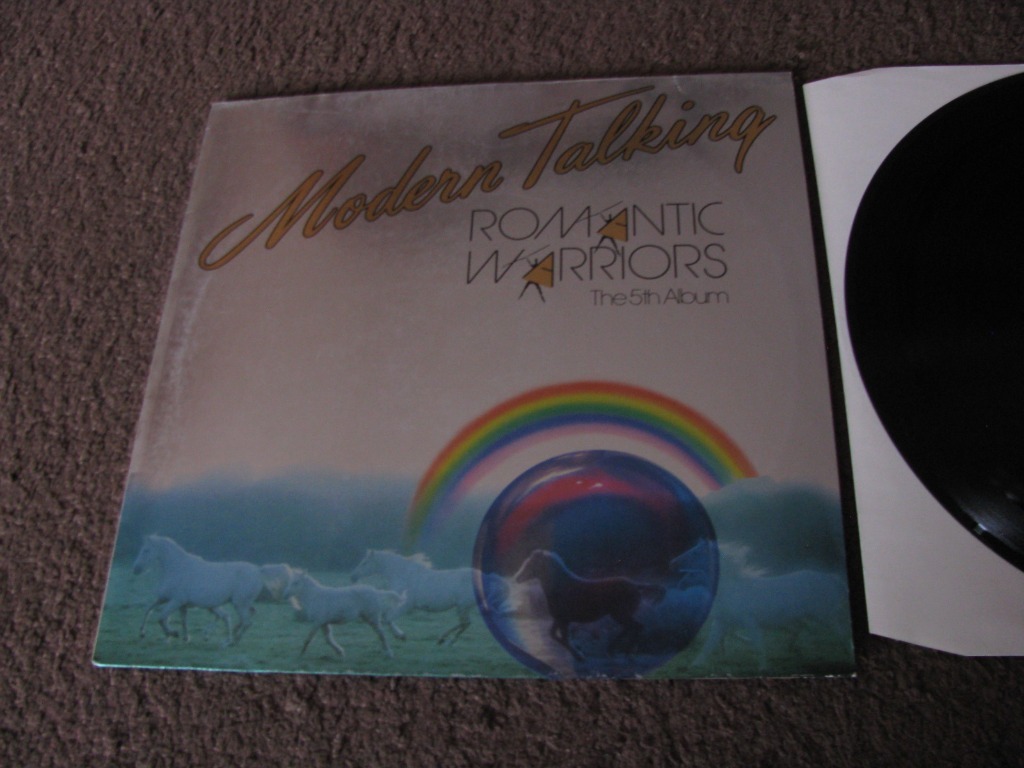 Modern Talking
ROMANTIC
WARRIORS
The 5th Album